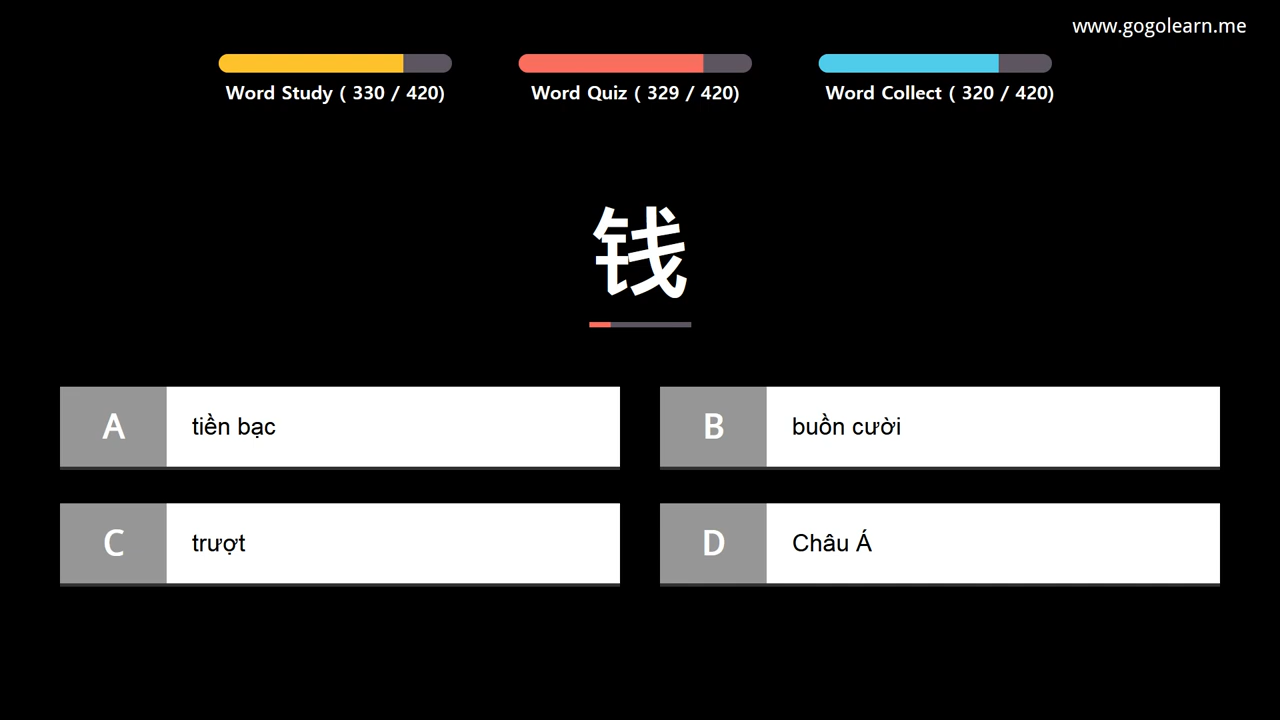 www.gogolearn.me
Word Study ( 330 / 420)
Word Quiz ( 329 / 420)
Word Collect ( 320 / 420)
钱
A tiền bạc
B buồn cười
C trượt
D Châu Á